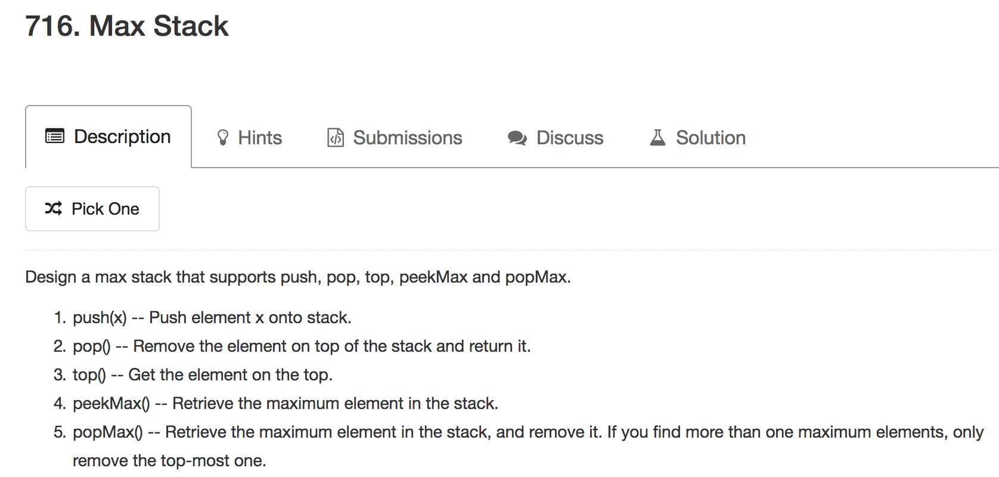 716. Max Stack
Description Hints Submissions Discuss Solution
Pick One
Design a max stack that supports push, pop, top, peekMax and popMax.
1. push(x) -- Push element x onto stack.
2. pop() -- Remove the element on top of the stack and return it.
3. top() -- Get the element on the top.
4. peekMax() -- Retrieve the maximum element in the stack.
5. popMax() -- Retrieve the maximum element in the stack, and remove it. If you find more than one maximum elements, only
remove the top-most one.